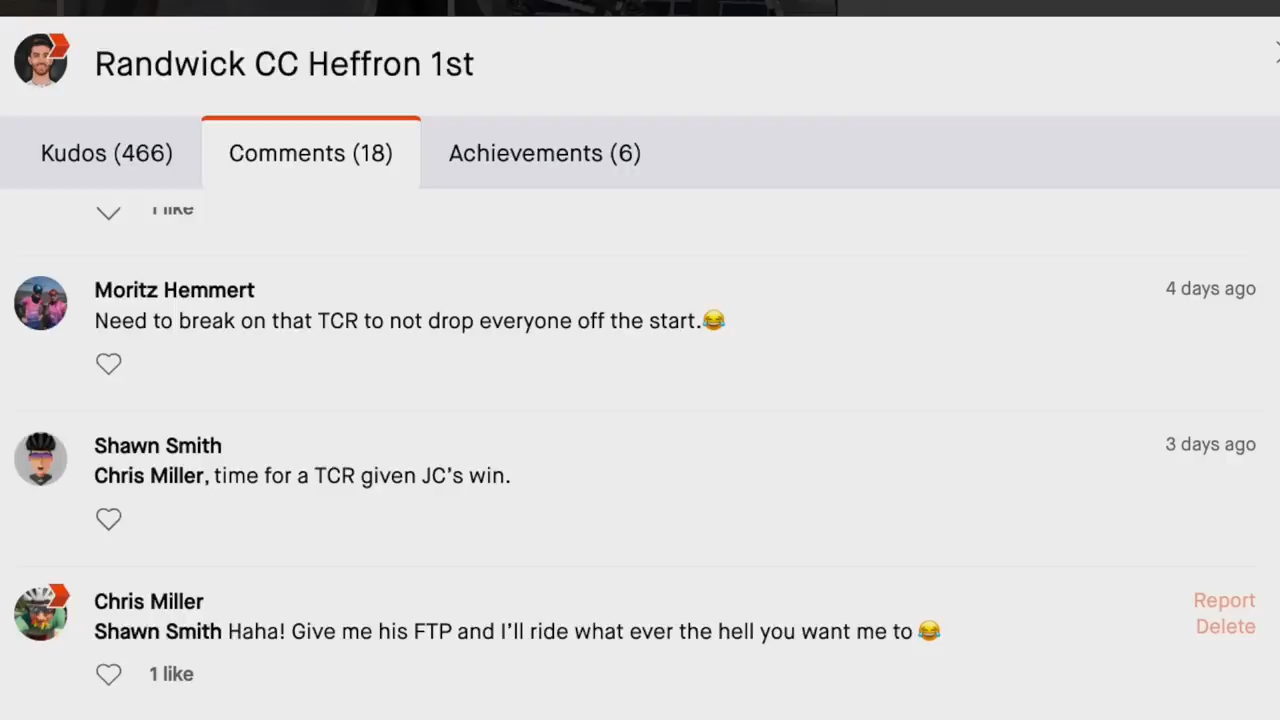 Randwick CC Heffron 1st
Kudos (466)
Comments (18)
Achievements (6)
1 like
Moritz Hemmert
4 days ago
Need to break on that TCR to not drop everyone off the start.😂
Shawn Smith
3 days ago
Chris Miller, time for a TCR given JC's win.
Chris Miller
Report
Shawn Smith Haha! Give me his FTP and I'll ride what ever the hell you want me to 😂
Delete
1 like